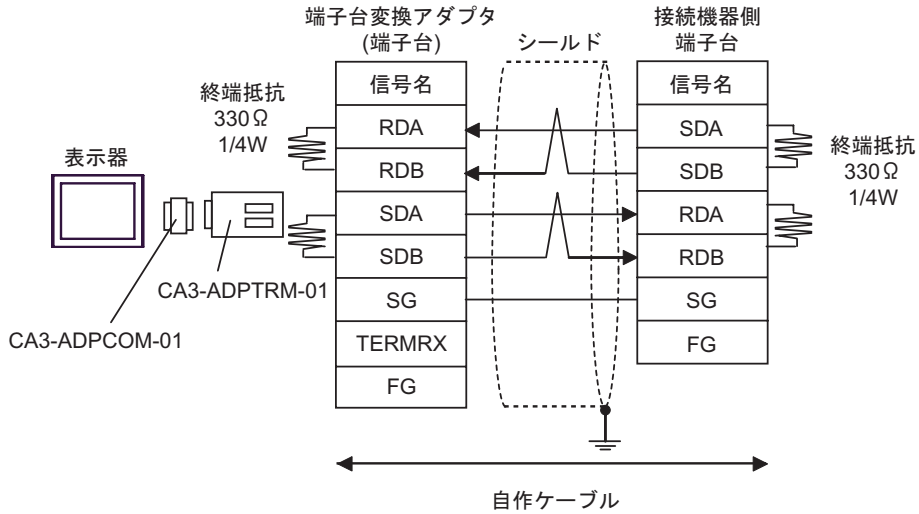 端子台変換アダプタ
(端子台)
シールド
接続機器側
端子台
信号名
RDA
RDB
SDA
SDB
SG
TERMRX
FG
信号名
SDA
SDB
RDA
RDB
SG
FG
終端抵抗
330Ω
1/4W
終端抵抗
330Ω
1/4W
表示器
CA3-ADPTRM-01
CA3-ADPCOM-01
自作ケーブル